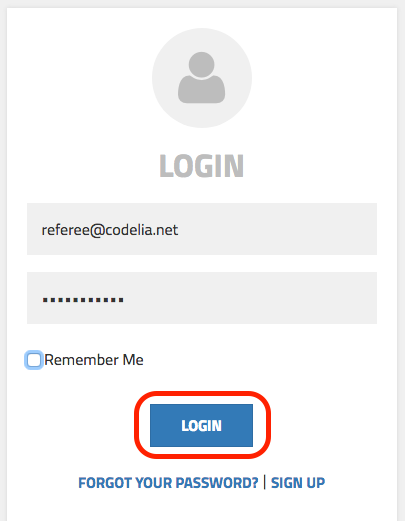 LOGIN
referee@codelia.net
Remember Me
LOGIN
FORGOT YOUR PASSWORD? | SIGN UP